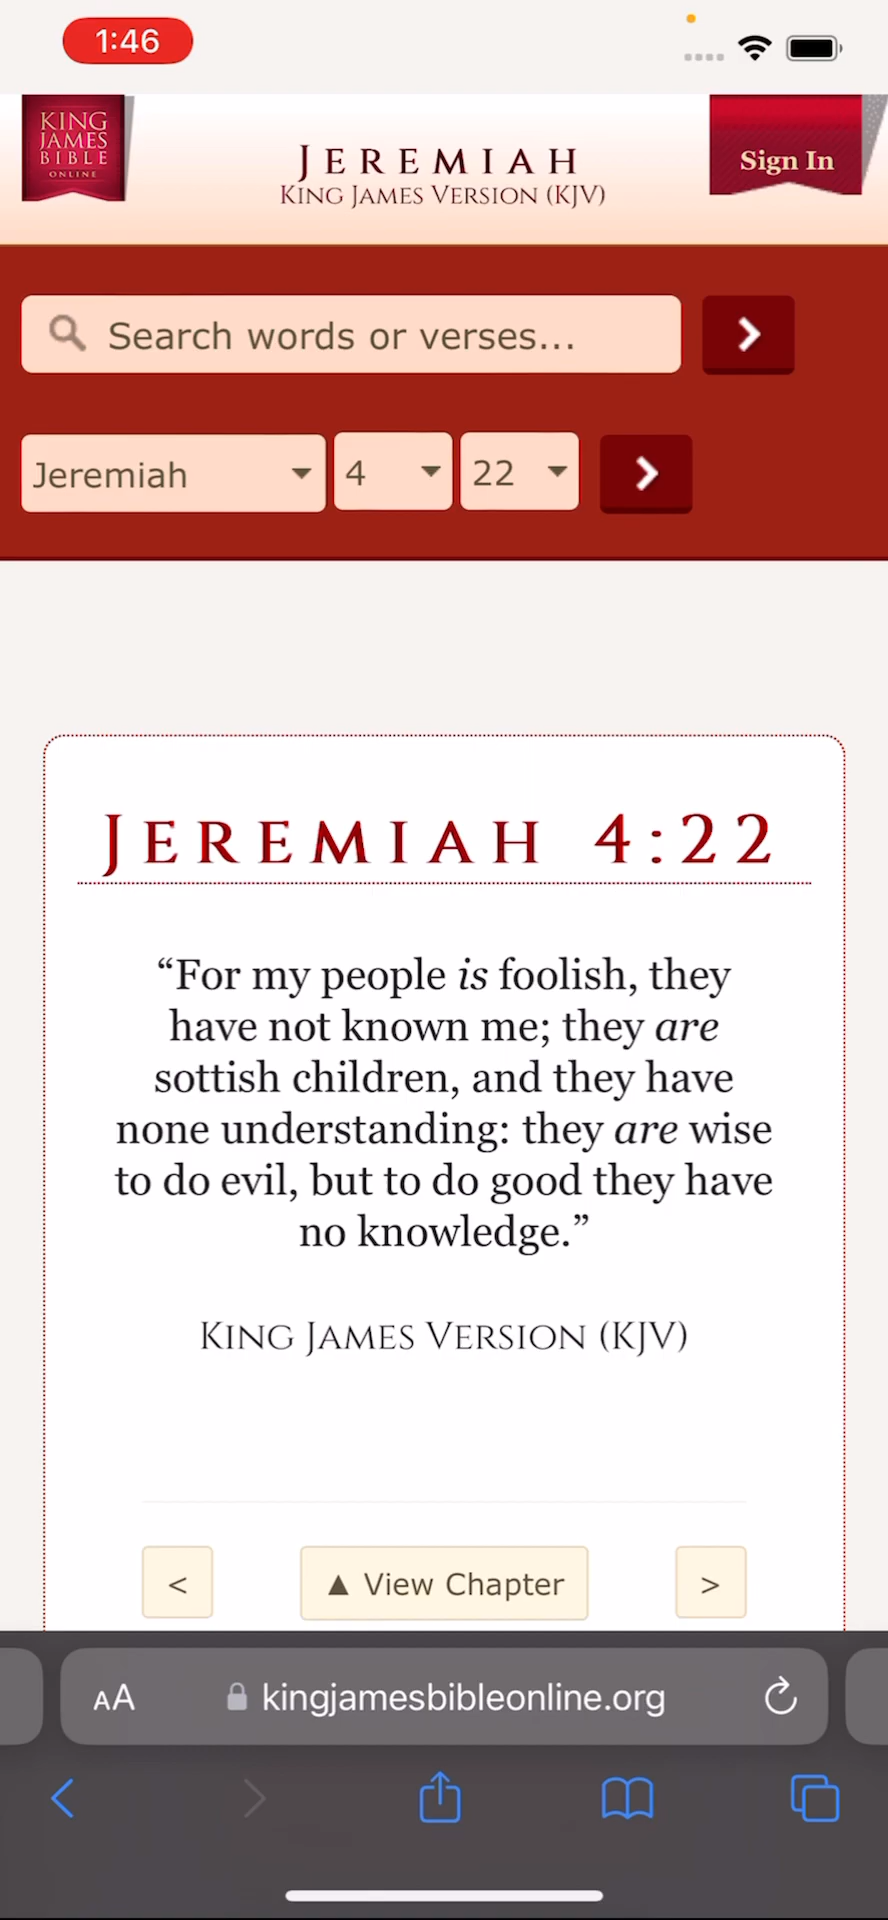 1:46
KING
JAMES
BIBLE
ONLINE
JEREMIAH
KING JAMES VERSION (KJV)
Sign In
Search words or verses...
Jeremiah 4 22
JEREMIAH 4:22
“For my people is foolish, they
have not known me; they are
sottish children, and they have
none understanding: they are wise
to do evil, but to do good they have
no knowledge.”
KING JAMES VERSION (KJV)
< ▲ View Chapter >
AA kingjamesbibleonline.org